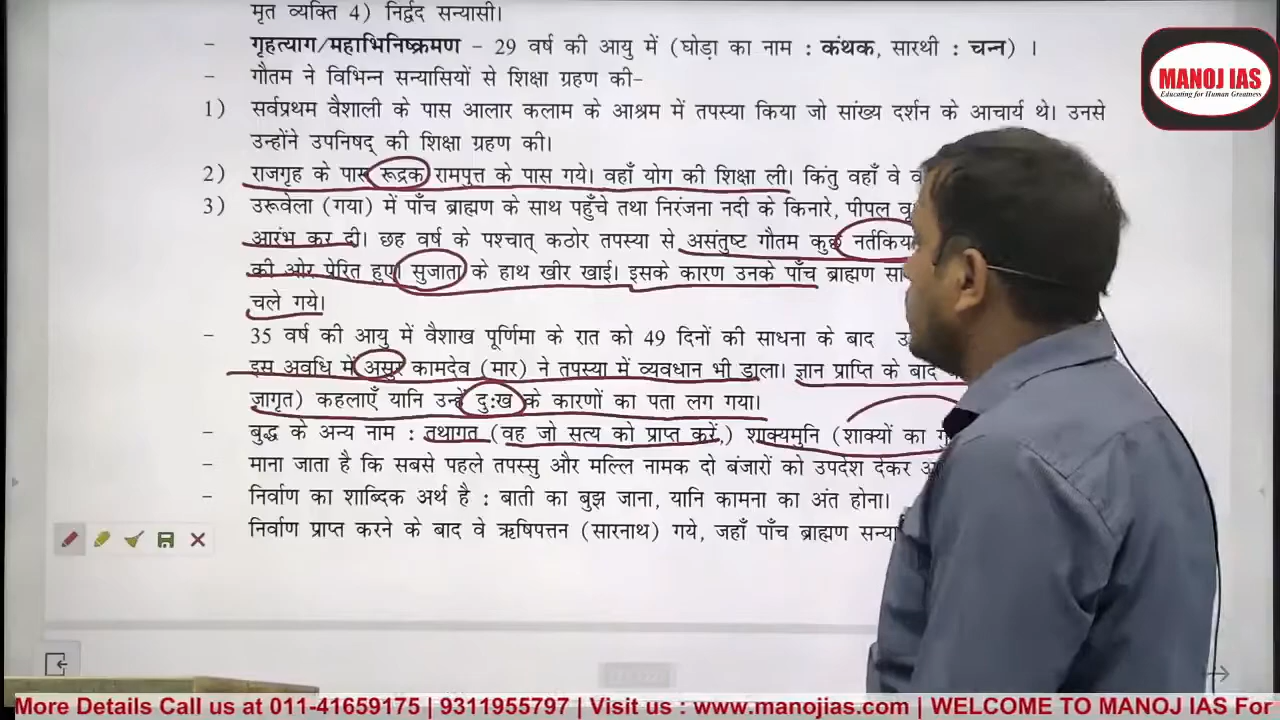 मृत व्यक्ति 4) निर्द्वद सन्यासी।
- गृहत्याग/महाभिनिष्क्रमण - 29 वर्ष की आयु में (घोड़ा का नाम : कंथक, सारथी : चन्न) ।
- गौतम ने विभिन्न सन्यासियों से शिक्षा ग्रहण की-
1) सर्वप्रथम वैशाली के पास आलार कलाम के आश्रम में तपस्या किया जो सांख्य दर्शन के आचार्य थे। उनसे
उन्होंने उपनिषद् की शिक्षा ग्रहण की।
2) राजगृह के पास रूद्रक रामपुत्त के पास गये। वहाँ योग की शिक्षा ली। किंतु वहाँ वे
3) उरूवेला (गया) में पाँच ब्राह्मण के साथ पहुँचे तथा निरंजना नदी के किनारे, पीपल
आरंभ कर दी। छह वर्ष के पश्चात् कठोर तपस्या से असंतुष्ट गौतम कुछ
की ओर प्रेरित हुए। सुजाता के हाथ खीर खाई। इसके कारण उनके पाँच ब्राह्मण
चले गये।
- 35 वर्ष की आयु में वैशाख पूर्णिमा के रात को 49 दिनों की साधना के बाद
इस अवधि में असुर कामदेव (मार) ने तपस्या में व्यवधान भी डाला। ज्ञान प्राप्ति के बाद
जागृत) कहलाएँ यानि उन्हें दु:ख के कारणों का पता लग गया।
- बुद्ध के अन्य नाम : तथागत (वह जो सत्य को प्राप्त करें,) शाक्यमुनि (शाक्यों का
- माना जाता है कि सबसे पहले तपस्सु और मल्लि नामक दो बंजारों को उपदेश देकर
- निर्वाण का शाब्दिक अर्थ है : बाती का बुझ जाना, यानि कामना का अंत होना।
निर्वाण प्राप्त करने के बाद वे ऋषिपत्तन (सारनाथ) गये, जहाँ पाँच ब्राह्मण
MANOJ IAS
Educating for Human Greatness
More Details Call us at 011-41659175 | 9311955797 | Visit us : www.manojias.com | WELCOME TO MANOJ IAS For